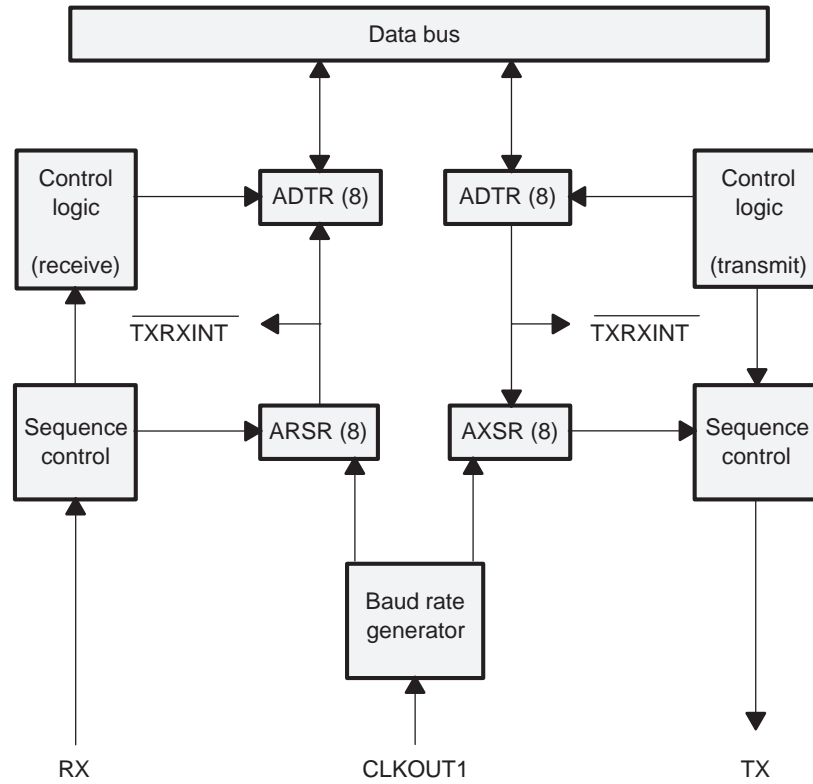 Data bus
Control
logic
(receive)
ADTR (8)
ADTR (8)
Control
logic
(transmit)
TXRXINT
TXRXINT
Sequence
control
ARSR (8)
AXSR (8)
Sequence
control
Baud rate
generator
RX
CLKOUT1
TX